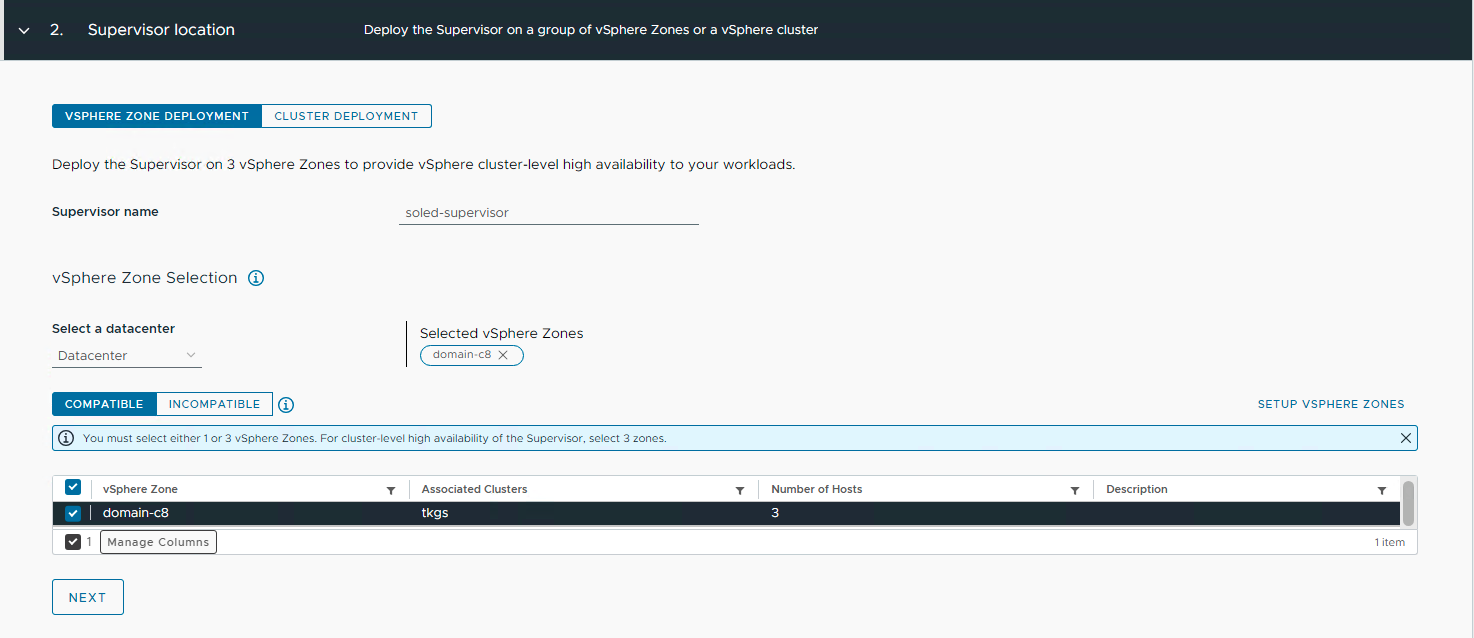 2. Supervisor location Deploy the Supervisor on a group of vSphere Zones or a vSphere cluster
VSPHERE ZONE DEPLOYMENT CLUSTER DEPLOYMENT
Deploy the Supervisor on 3 vSphere Zones to provide vSphere cluster-level high availability to your workloads.
Supervisor name soled-supervisor
vSphere Zone Selection
Select a datacenter
Datacenter
Selected vSphere Zones
domain-c8
COMPATIBLE INCOMPATIBLE SETUP VSPHERE ZONES
You must select either 1 or 3 vSphere Zones. For cluster-level high availability of the Supervisor, select 3 zones.
vSphere Zone Associated Clusters Number of Hosts Description
domain-c8 tkgs 3
1 Manage Columns 1 item
NEXT